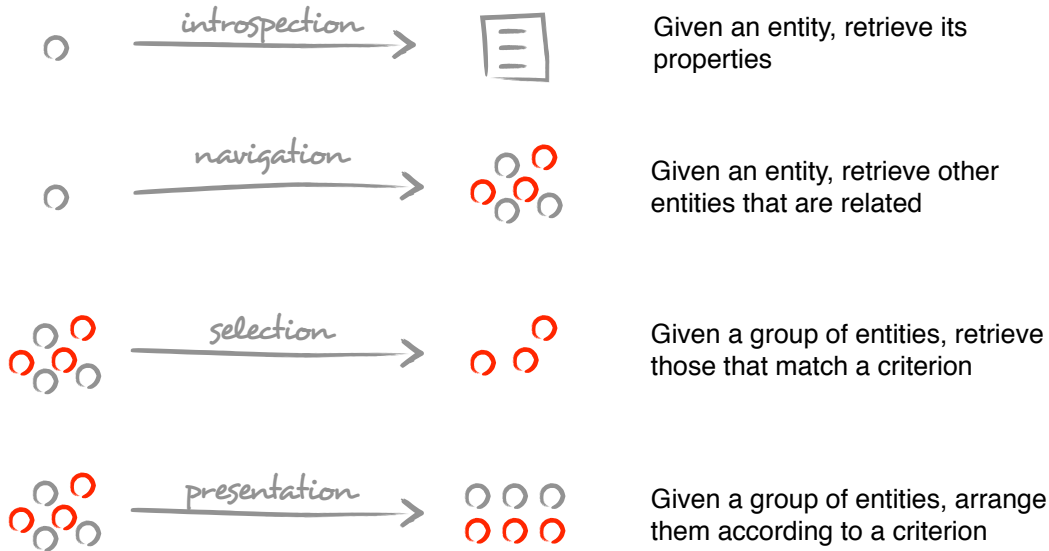 introspection
Given an entity, retrieve its
properties
navigation
Given an entity, retrieve other
entities that are related
selection
Given a group of entities, retrieve
those that match a criterion
presentation
Given a group of entities, arrange
them according to a criterion